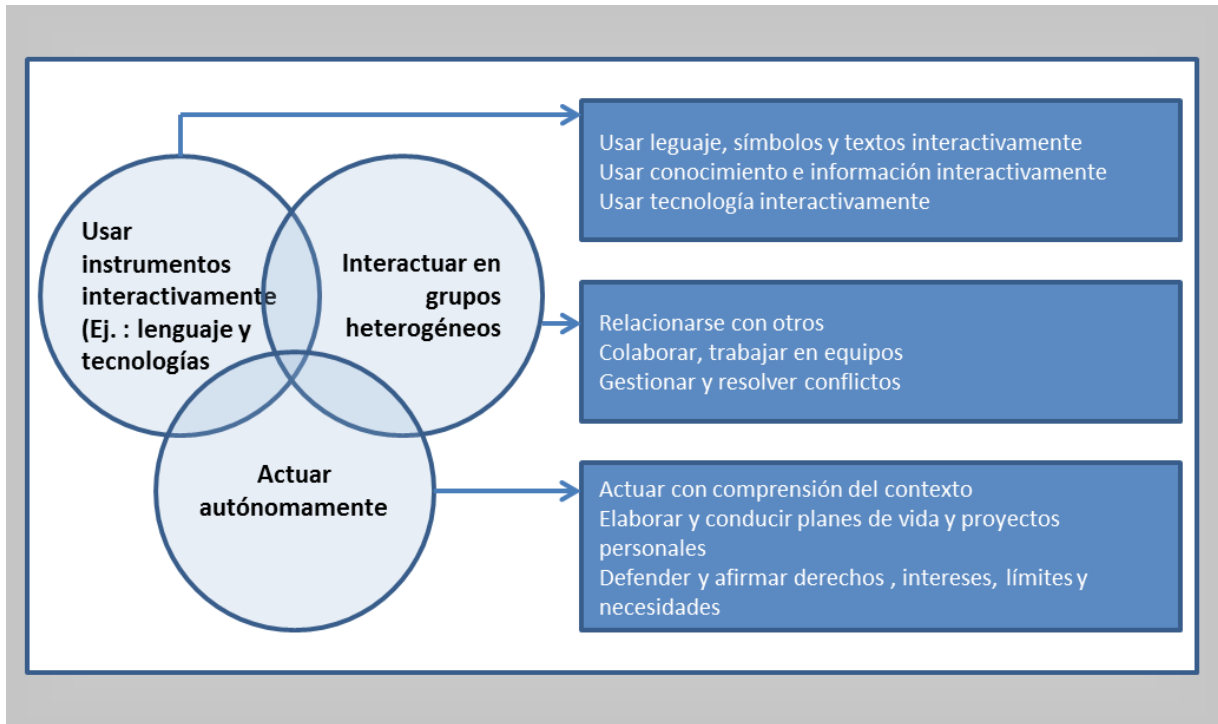 Usar
instrumentos
interactivamente
(Ej. : lenguaje y
tecnologías
Interactuar en
grupos
heterogéneos
Actuar
autónomamente
Usar leguaje, símbolos y textos interactivamente
Usar conocimiento e información interactivamente
Usar tecnología interactivamente
Relacionarse con otros
Colaborar, trabajar en equipos
Gestionar y resolver conflictos
Actuar con comprensión del contexto
Elaborar y conducir planes de vida y proyectos
personales
Defender y afirmar derechos , intereses, límites y
necesidades